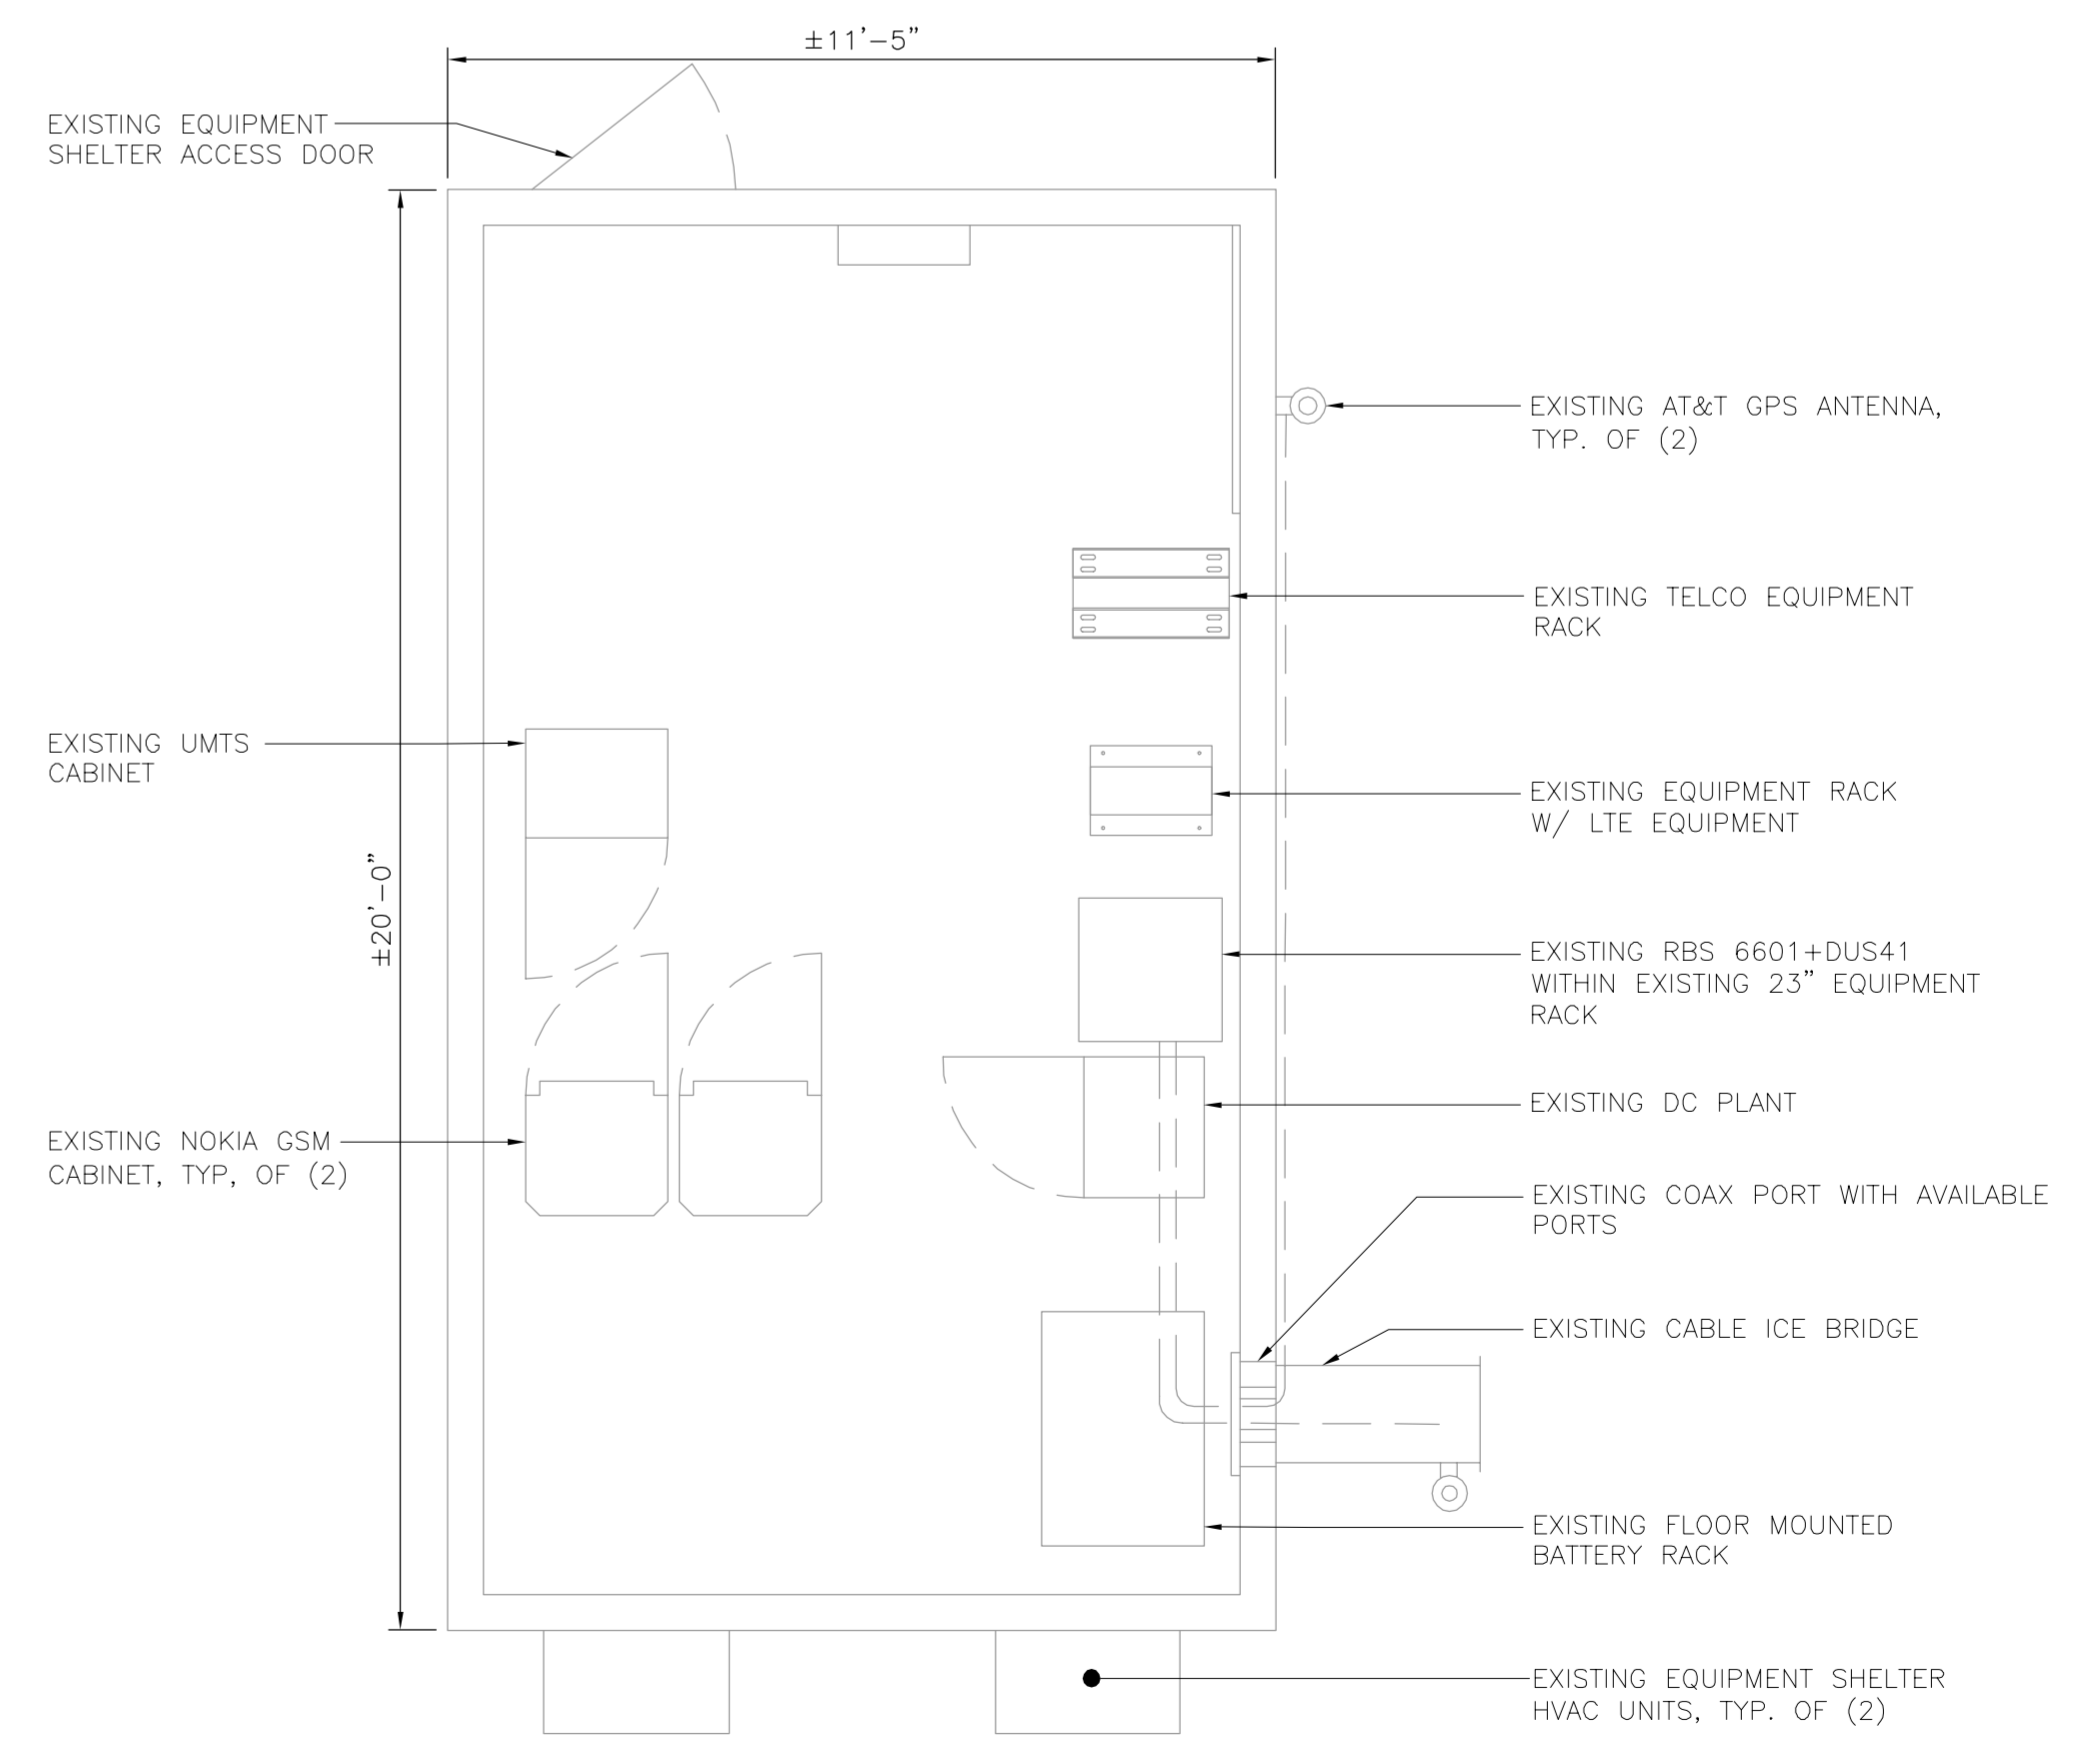 ±11'-5"
EXISTING EQUIPMENT
SHELTER ACCESS DOOR
EXISTING AT&T GPS ANTENNA,
TYP. OF (2)
EXISTING TELCO EQUIPMENT
RACK
EXISTING UMTS
CABINET
EXISTING EQUIPMENT RACK
W/ LTE EQUIPMENT
±20'-0"
EXISTING RBS 6601+DUS41
WITHIN EXISTING 23" EQUIPMENT
RACK
EXISTING DC PLANT
EXISTING NOKIA GSM
CABINET, TYP, OF (2)
EXISTING COAX PORT WITH AVAILABLE
PORTS
EXISTING CABLE ICE BRIDGE
EXISTING FLOOR MOUNTED
BATTERY RACK
EXISTING EQUIPMENT SHELTER
HVAC UNITS, TYP. OF (2)